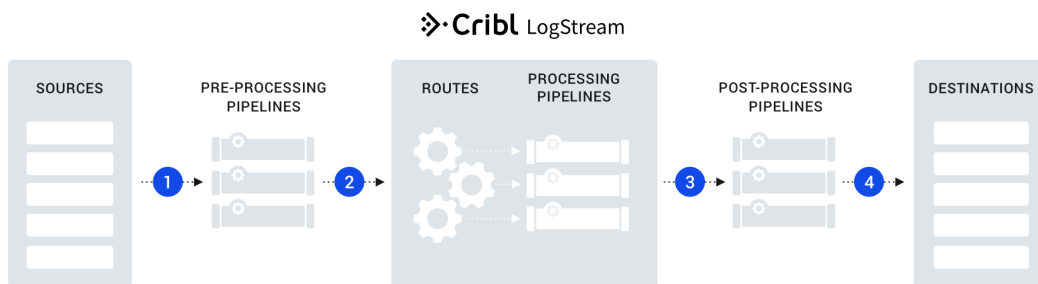 Cribl LogStream
SOURCES
PRE-PROCESSING
PIPELINES
ROUTES
PROCESSING
PIPELINES
POST-PROCESSING
PIPELINES
DESTINATIONS
1
2
3
4